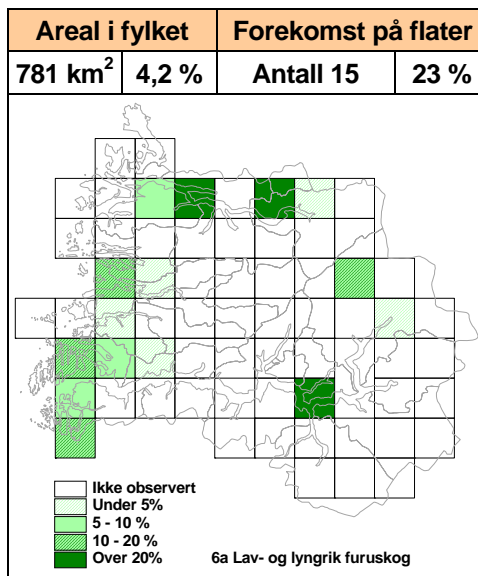 Areal i fylket Forekomst på flater
781 km² 4,2 % Antall 15 23 %
Ikke observert
Under 5%
5 - 10 %
10 - 20 %
Over 20% 6a Lav- og lyngrik furuskog